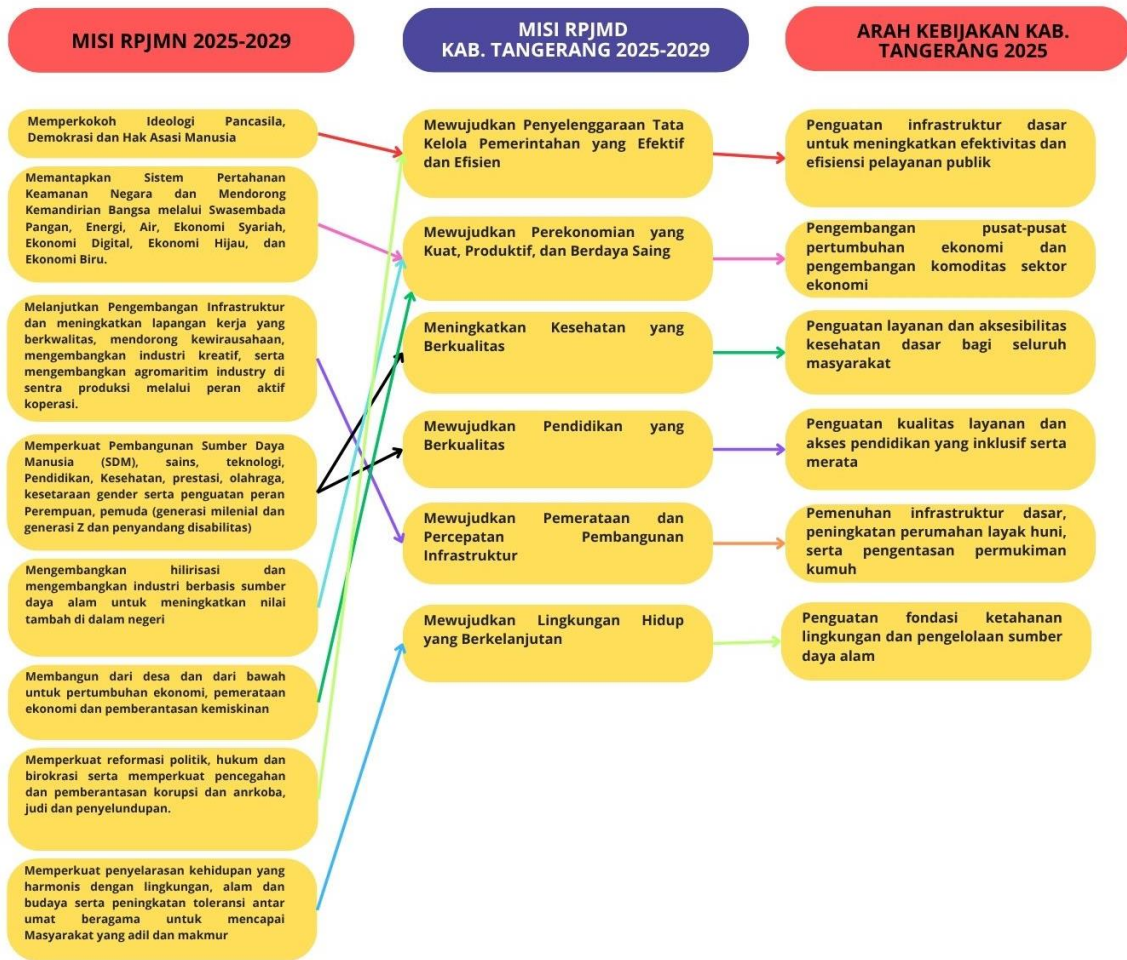 MISI RPJMN 2025-2029
MISI RPJMD
KAB. TANGERANG 2025-2029
ARAH KEBIJAKAN KAB.
TANGERANG 2025
Memperkokoh Ideologi Pancasila,
Demokrasi dan Hak Asasi Manusia
Memantapkan Sistem Pertahanan
Keamanan Negara dan Mendorong
Kemandirian Bangsa melalui Swasembada
Pangan, Energi, Air, Ekonomi Syariah,
Ekonomi Digital, Ekonomi Hijau, dan
Ekonomi Biru.
Melanjutkan Pengembangan Infrastruktur
dan meningkatkan lapangan kerja yang
berkwalitas, mendorong kewirausahaan,
mengembangkan industri kreatif, serta
mengembangkan agromaritim industry di
sentra produksi melalui peran aktif
koperasi.
Memperkuat Pembangunan Sumber Daya
Manusia (SDM), sains, teknologi,
Pendidikan, Kesehatan, prestasi, olahraga,
kesetaraan gender serta penguatan peran
Perempuan, pemuda (generasi milenial dan
generasi Z dan penyandang disabilitas)
Mengembangkan hilirisasi dan
mengembangkan industri berbasis sumber
daya alam untuk meningkatkan nilai
tambah di dalam negeri
Membangun dari desa dan dari bawah
untuk pertumbuhan ekonomi, pemerataan
ekonomi dan pemberantasan kemiskinan
Memperkuat reformasi politik, hukum dan
birokrasi serta memperkuat pencegahan
dan pemberantasan korupsi dan anrkoba,
judi dan penyelundupan.
Memperkuat penyelarasan kehidupan yang
harmonis dengan lingkungan, alam dan
budaya serta peningkatan toleransi antar
umat beragama untuk mencapai
Masyarakat yang adil dan makmur
Mewujudkan Penyelenggaraan Tata
Kelola Pemerintahan yang Efektif
dan Efisien
Mewujudkan Perekonomian yang
Kuat, Produktif, dan Berdaya Saing
Meningkatkan Kesehatan yang
Berkualitas
Mewujudkan Pendidikan yang
Berkualitas
Mewujudkan Pemerataan dan
Percepatan Pembangunan
Infrastruktur
Mewujudkan Lingkungan Hidup
yang Berkelanjutan
Penguatan infrastruktur dasar
untuk meningkatkan efektivitas dan
efisiensi pelayanan publik
Pengembangan pusat-pusat
pertumbuhan ekonomi dan
pengembangan komoditas sektor
ekonomi
Penguatan layanan dan aksesibilitas
kesehatan dasar bagi seluruh
masyarakat
Penguatan kualitas layanan dan
akses pendidikan yang inklusif serta
merata
Pemenuhan infrastruktur dasar,
peningkatan perumahan layak huni,
serta pengentasan permukiman
kumuh
Penguatan fondasi ketahanan
lingkungan dan pengelolaan sumber
daya alam